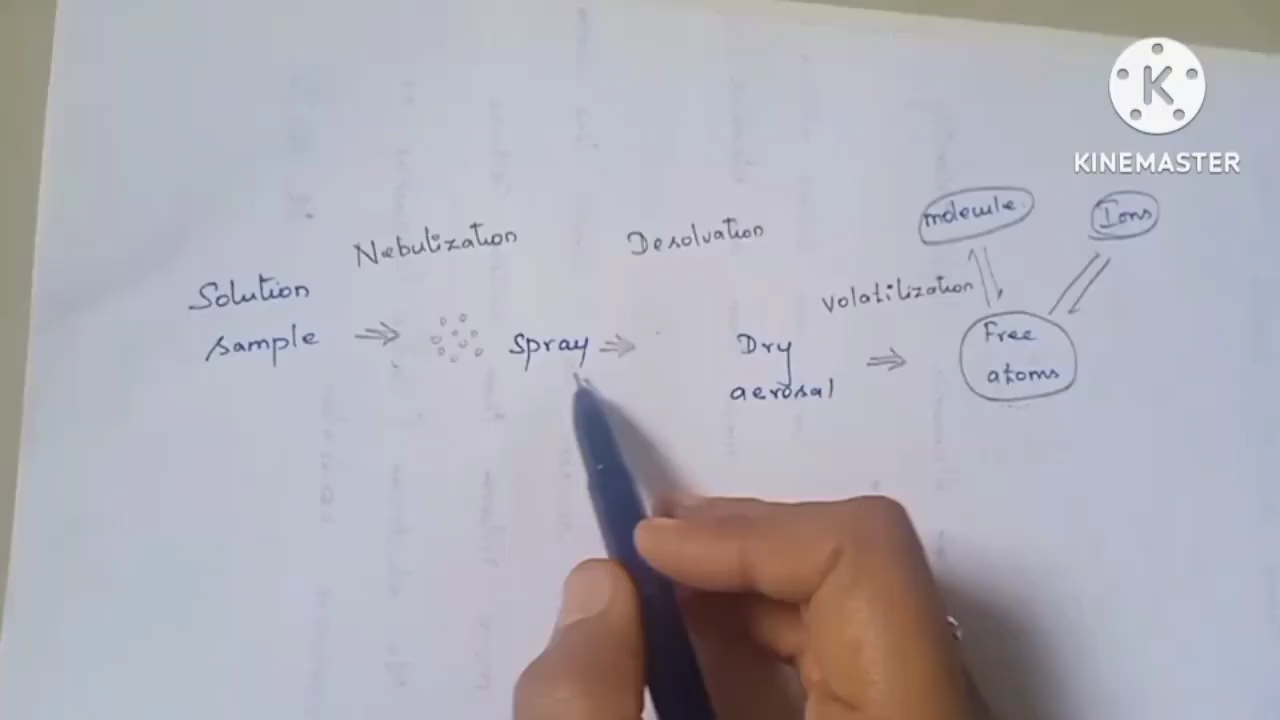 KINEMASTER
molecule
Ions
Nebulization
Desolvation
Solution
sample
Volatilization
Spray
Dry
aerosal
Free
atoms